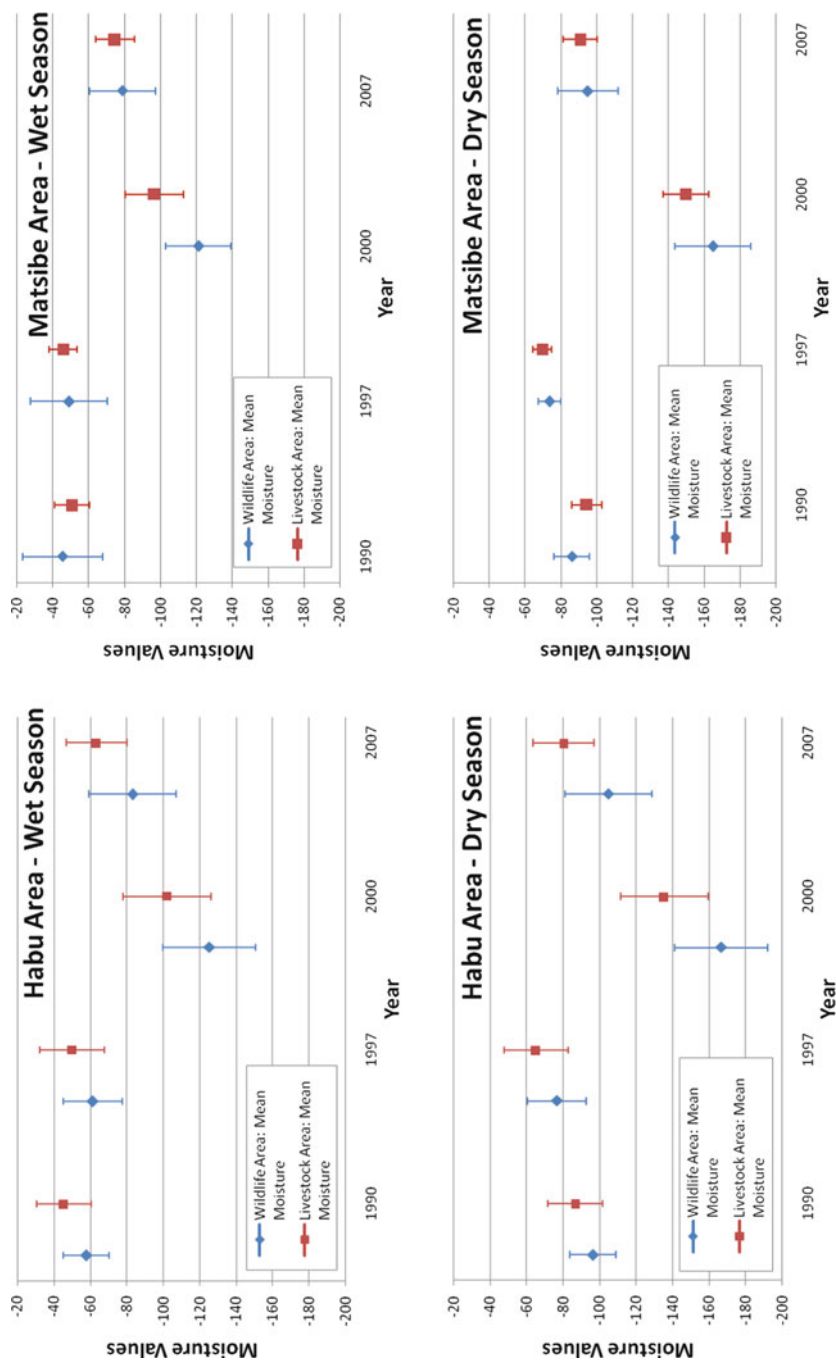 Habu Area - Wet Season
Moisture Values
-20
-40
-60
-80
-100
-120
-140
-160
-180
-200
Wildlife Area: Mean
Moisture
Livestock Area: Mean
Moisture
1990
1997
2000
2007
Year
Matsibe Area - Wet Season
Moisture Values
-20
-40
-60
-80
-100
-120
-140
-160
-180
-200
Wildlife Area: Mean
Moisture
Livestock Area: Mean
Moisture
1990
1997
2000
2007
Year
Habu Area - Dry Season
Moisture Values
-20
-40
-60
-80
-100
-120
-140
-160
-180
-200
Wildlife Area: Mean
Moisture
Livestock Area: Mean
Moisture
1990
1997
2000
2007
Year
Matsibe Area - Dry Season
Moisture Values
-20
-40
-60
-80
-100
-120
-140
-160
-180
-200
Wildlife Area: Mean
Moisture
Livestock Area: Mean
Moisture
1990
1997
2000
2007
Year